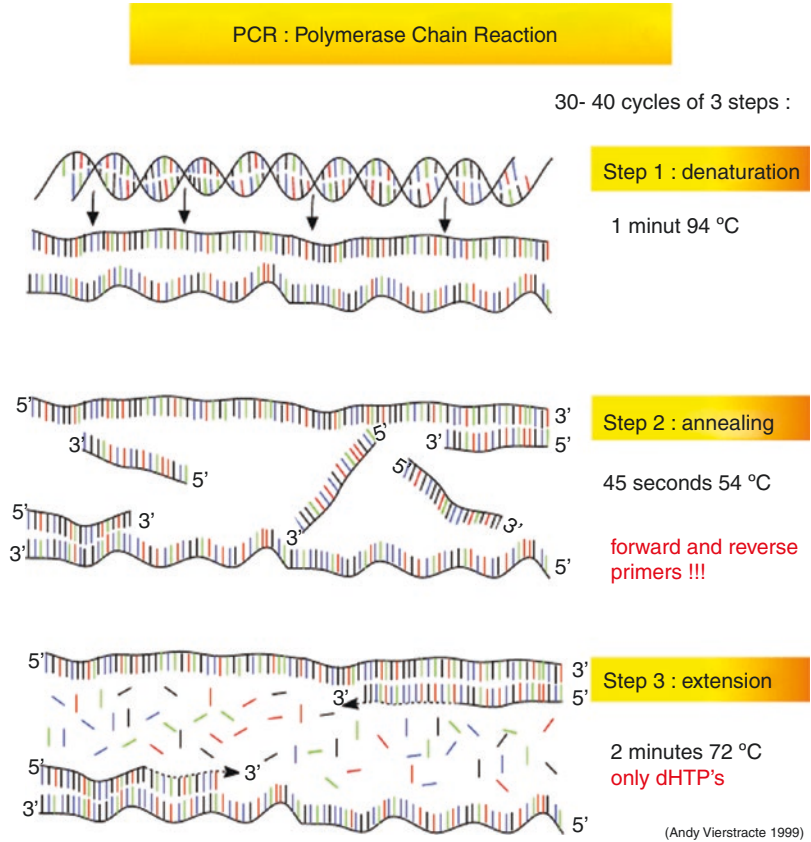 PCR : Polymerase Chain Reaction
30- 40 cycles of 3 steps :
Step 1 : denaturation
1 minut 94 ºC
5’
3’
Step 2 : annealing
5’
3’
3’
5’
5’
5’
45 seconds 54 ºC
5’
3’
3’
3’
3’
5’
forward and reverse
primers !!!
5’
3’
Step 3 : extension
3’
5’
2 minutes 72 ºC
5’
3’
only dHTP's
3’
5’
(Andy Vierstracte 1999)